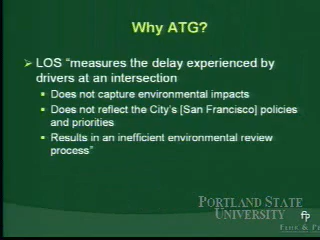 Why ATG?
LOS “measures the delay experienced by
drivers at an intersection
Does not capture environmental impacts
Does not reflect the City’s [San Francisco] policies
and priorities
Results in an inefficient environmental review
process”
PORTLAND STATE
UNIVERSITY
fp